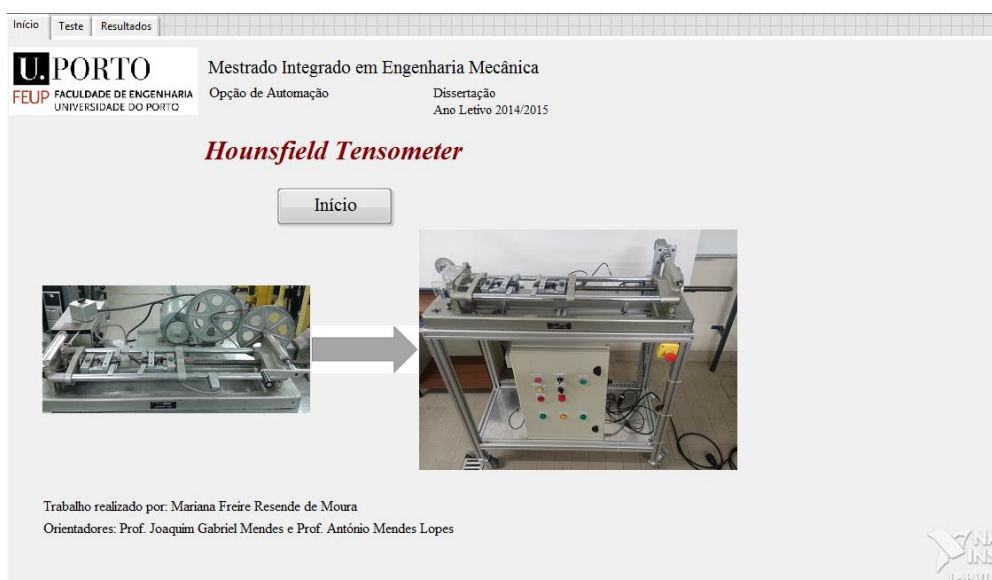 Início Teste Resultados
U. PORTO
FEUP FACULDADE DE ENGENHARIA
UNIVERSIDADE DO PORTO
Mestrado Integrado em Engenharia Mecânica
Opção de Automação Dissertação
Ano Letivo 2014/2015
Hounsfield Tensometer
Início
Trabalho realizado por: Mariana Freire Resende de Moura
Orientadores: Prof. Joaquim Gabriel Mendes e Prof. António Mendes Lopes